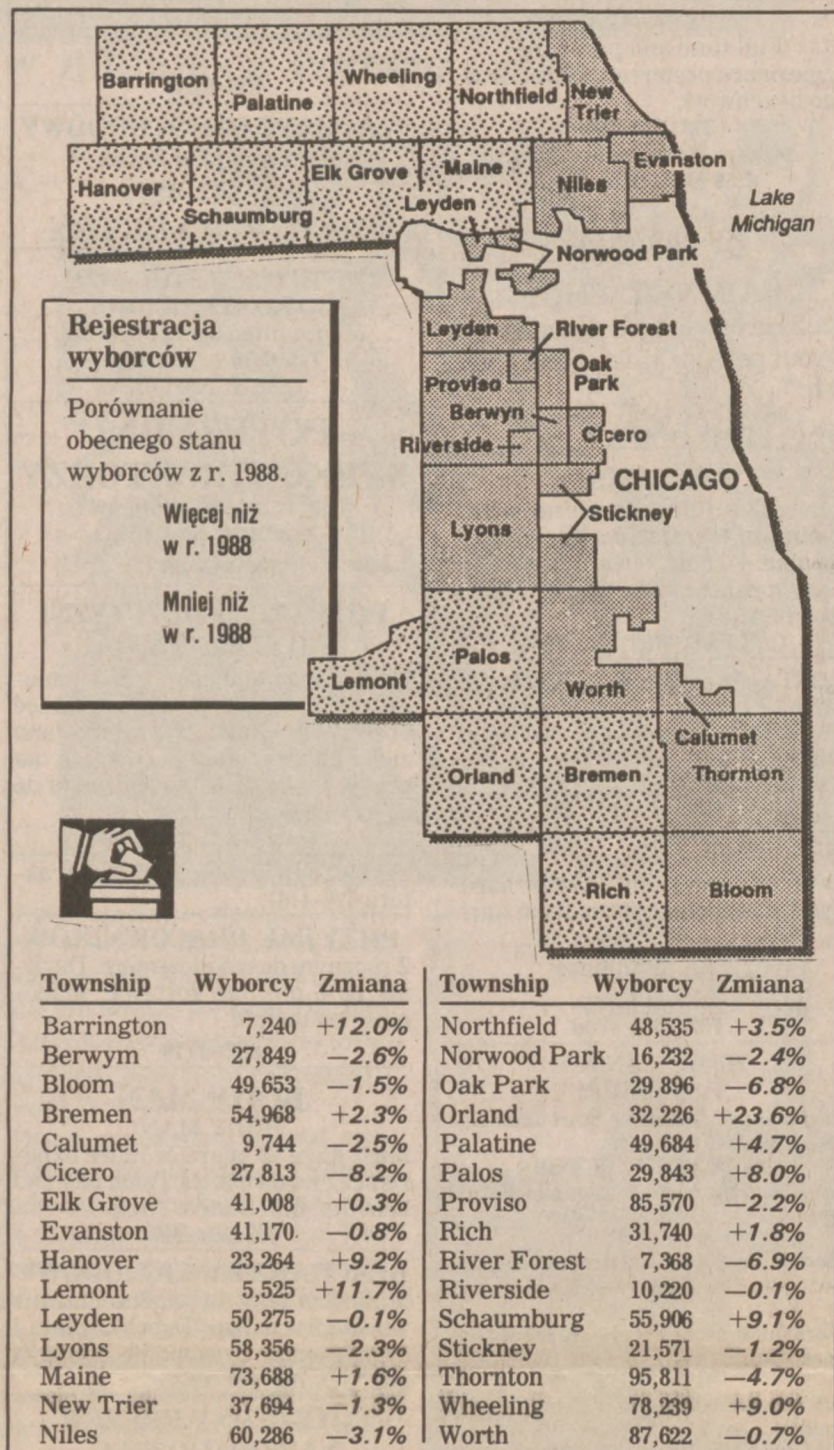 Barrington
Palatine
Wheeling
Northfield
New
Trier
Hanover
Schaumburg
Elk Grove
Maine
Leyden
Niles
Evanston
Lake
Michigan
Norwood Park
Leyden
River Forest
Proviso
Oak
Park
Berwyn
Cicero
Riverside
CHICAGO
Lyons
Stickney
Palos
Lemont
Worth
Calumet
Orland
Bremen
Thornton
Rich
Bloom
Rejestracja
wyborców
Porównanie
obecnego stanu
wyborców z r. 1988.
Więcej niż
w r. 1988
Mniej niż
w r. 1988
Township Wyborcy Zmiana
Barrington 7,240 +12.0%
Berwym 27,849 —2.6%
Bloom 49,653 —1.5%
Bremen 54,968 +2.3%
Calumet 9,744 —2.5%
Cicero 27,813 —8.2%
Elk Grove 41,008 +0.3%
Evanston 41,170 —0.8%
Hanover 23,264 +9.2%
Lemont 5,525 +11.7%
Leyden 50,275 —0.1%
Lyons 58,356 —2.3%
Maine 73,688 +1.6%
New Trier 37,694 —1.3%
Niles 60,286 —3.1%
Township Wyborcy Zmiana
Northfield 48,535 +3.5%
Norwood Park 16,232 —2.4%
Oak Park 29,896 —6.8%
Orland 32,226 +23.6%
Palatine 49,684 +4.7%
Palos 29,843 +8.0%
Proviso 85,570 —2.2%
Rich 31,740 +1.8%
River Forest 7,368 —6.9%
Riverside 10,220 —0.1%
Schaumburg 55,906 +9.1%
Stickney 21,571 —1.2%
Thornton 95,811 —4.7%
Wheeling 78,239 +9.0%
Worth 87,622 —0.7%